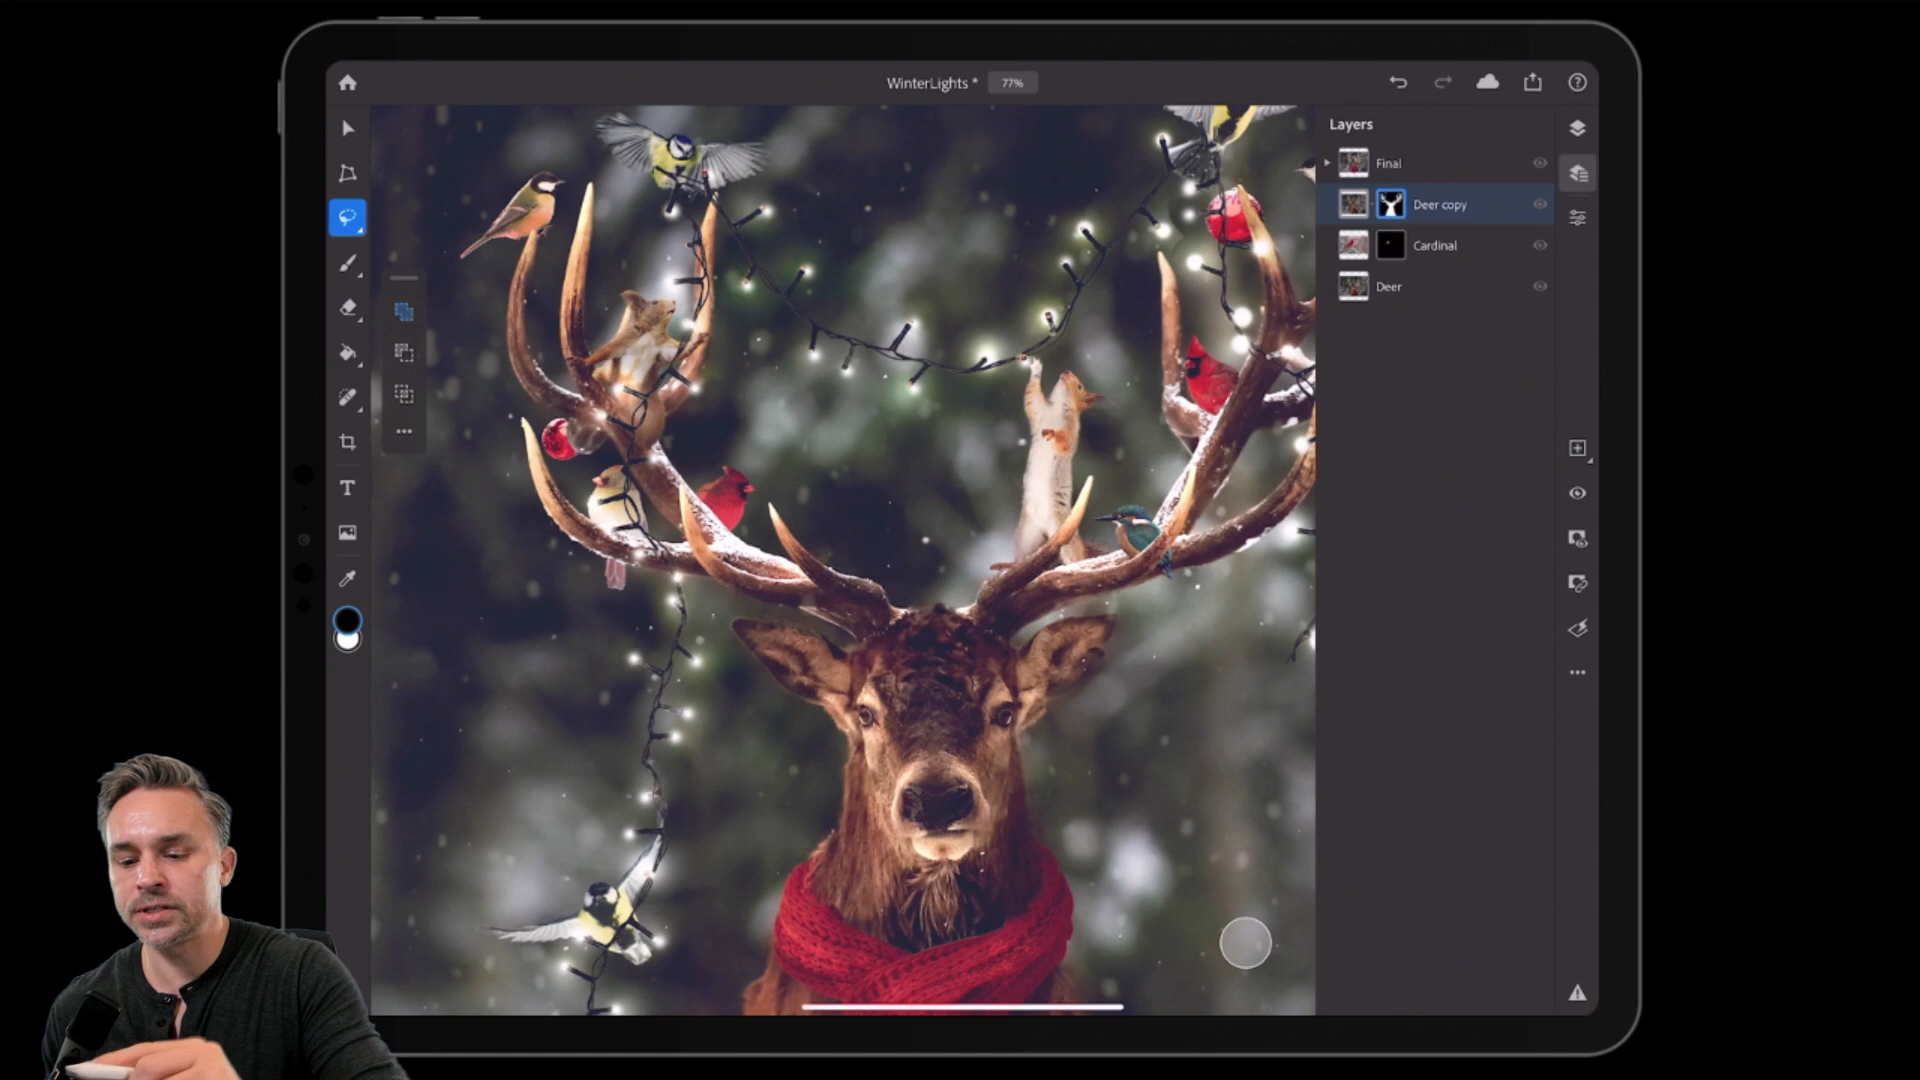 WinterLights * 77%
Layers
Final
Deer copy
Cardinal
Deer